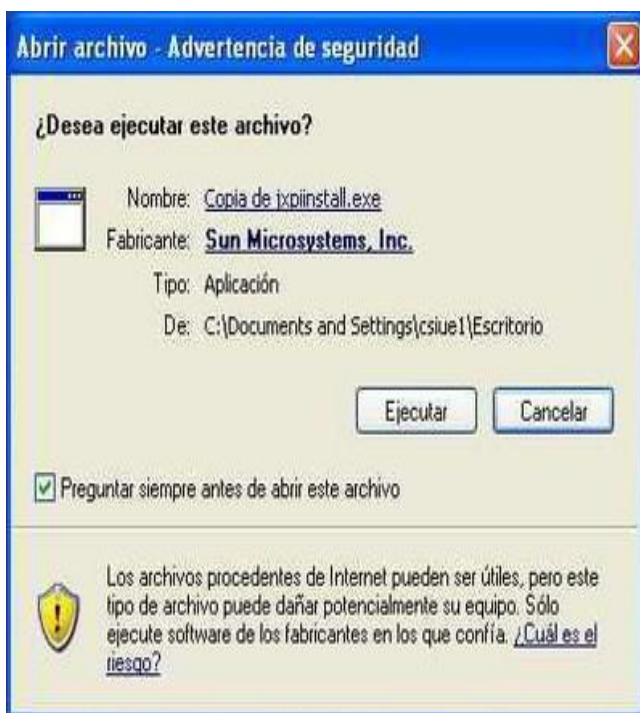 Abrir archivo - Advertencia de seguridad
¿Desea ejecutar este archivo?
Nombre: Copia de jxpiinstall.exe
Fabricante: Sun Microsystems, Inc.
Tipo: Aplicación
De: C:\Documents and Settings\csiue1\Escritorio
Ejecutar Cancelar
Preguntar siempre antes de abrir este archivo
Los archivos procedentes de Internet pueden ser útiles, pero este
tipo de archivo puede dañar potencialmente su equipo. Sólo
ejecute software de los fabricantes en los que confía. ¿Cuál es el
riesgo?